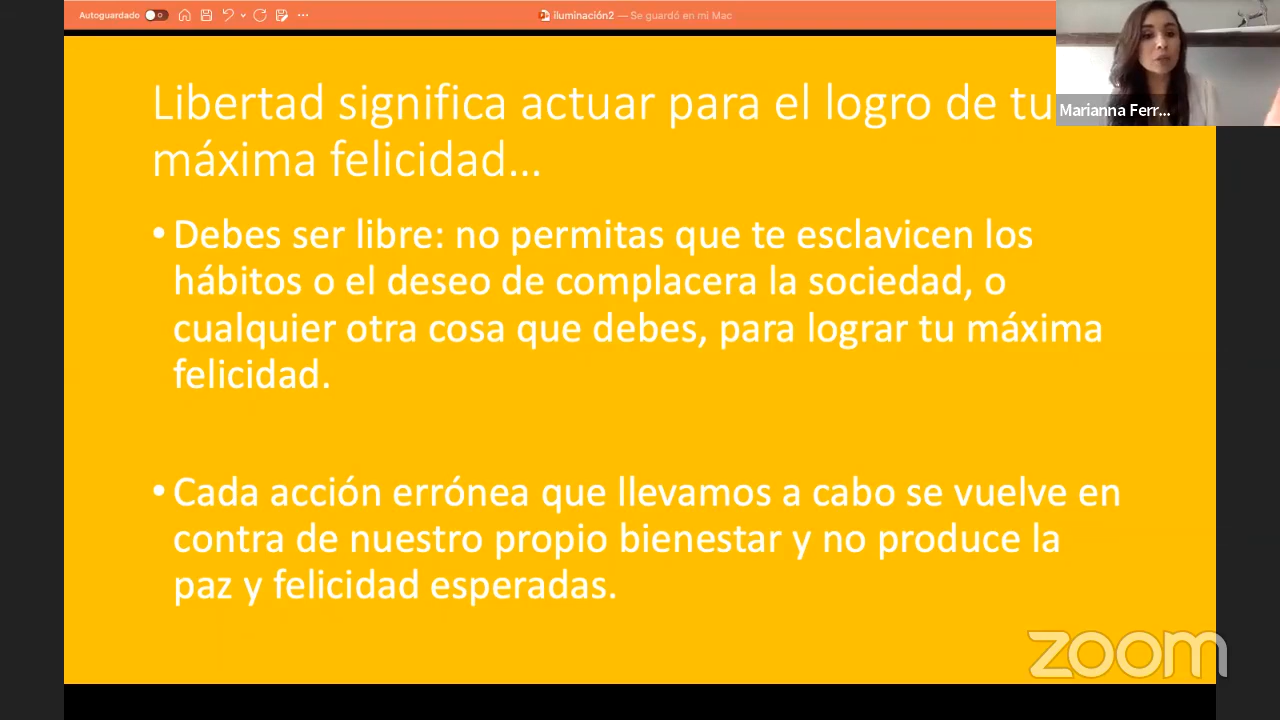 Autoguardado
iluminación2 — Se guardó en mi Mac
Marianna Ferr...
Libertad significa actuar para el logro de tu
máxima felicidad...
• Debes ser libre: no permitas que te esclavicen los
hábitos o el deseo de complacera la sociedad, o
cualquier otra cosa que debes, para lograr tu máxima
felicidad.
• Cada acción errónea que llevamos a cabo se vuelve en
contra de nuestro propio bienestar y no produce la
paz y felicidad esperadas.
zoom